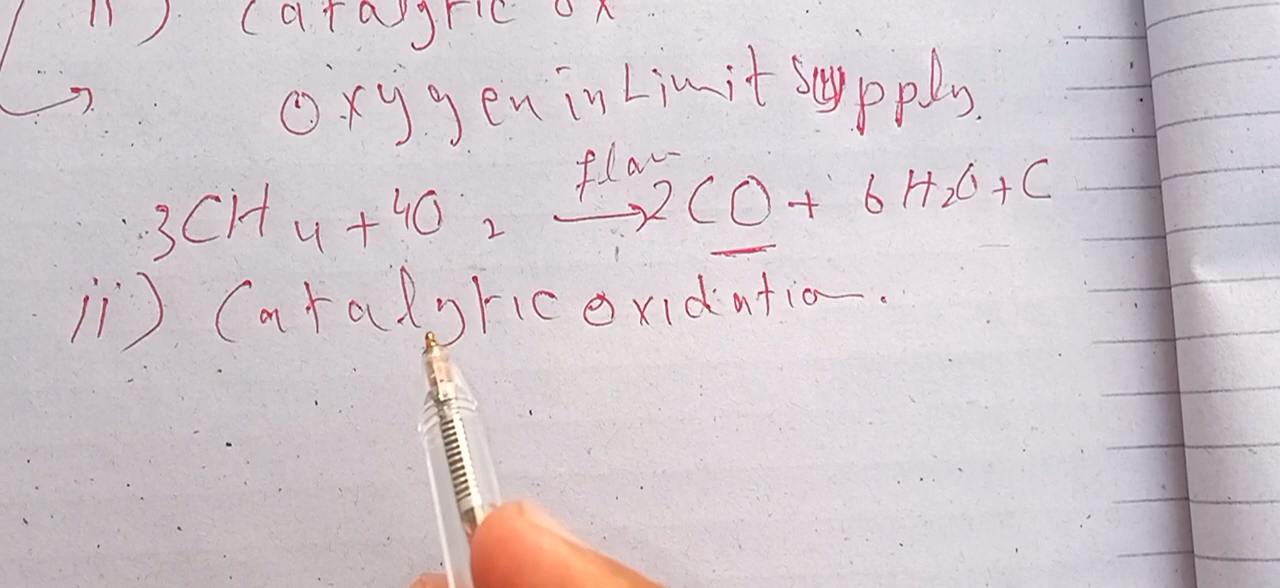 ii) Catalytic ox
oxygen in Limit Supply
3CH4 + 4O2 flam → 2CO + 6H2O + C
ii) Catalytic oxidation.